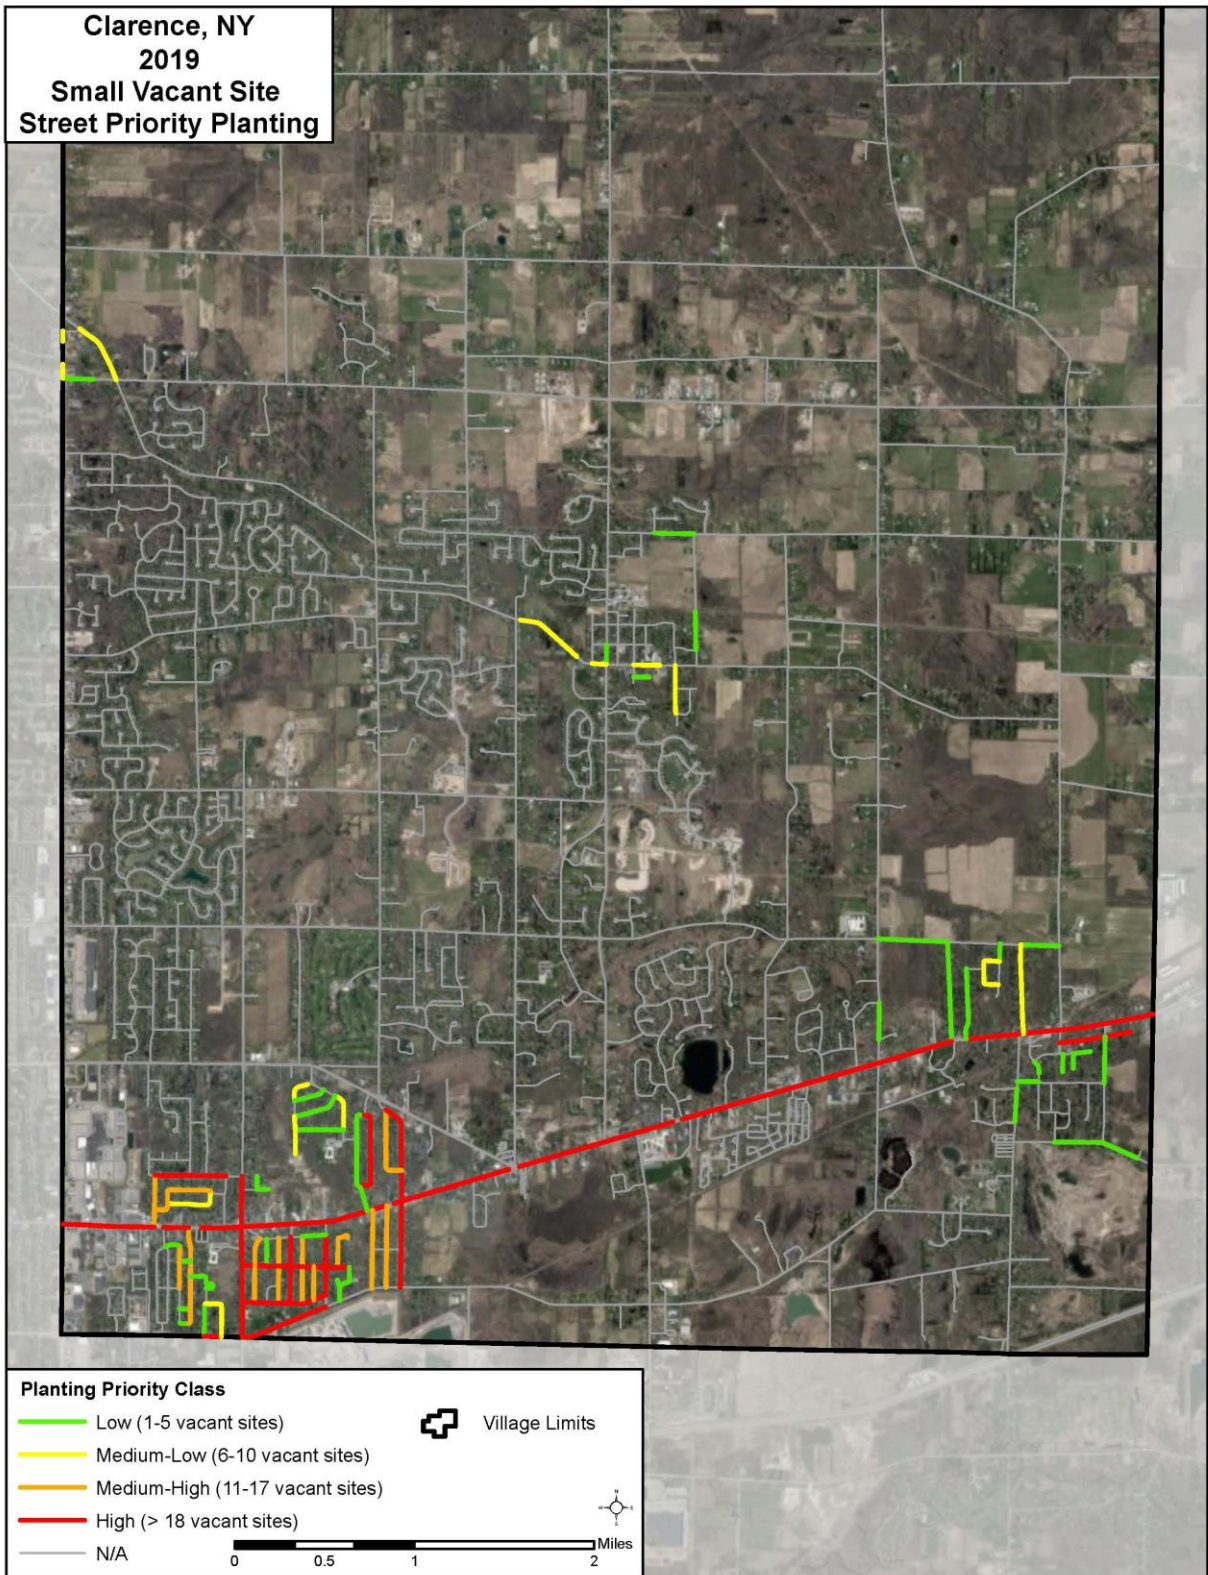 Clarence, NY
2019
Small Vacant Site
Street Priority Planting
Planting Priority Class
Low (1-5 vacant sites)
Village Limits
Medium-Low (6-10 vacant sites)
Medium-High (11-17 vacant sites)
High (> 18 vacant sites)
N/A
N
W E
S
Miles
0 0.5 1 2